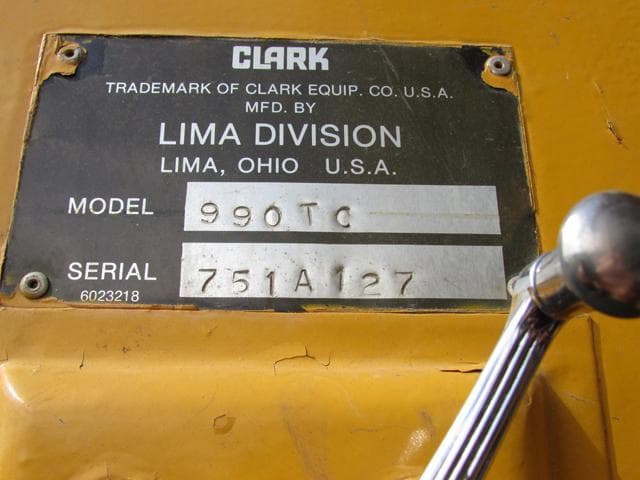 CLARK
TRADEMARK OF CLARK EQUIP. CO. U.S.A.
MFD. BY
LIMA DIVISION
LIMA, OHIO U.S.A.
MODEL 990TC
SERIAL 751A127
6023218